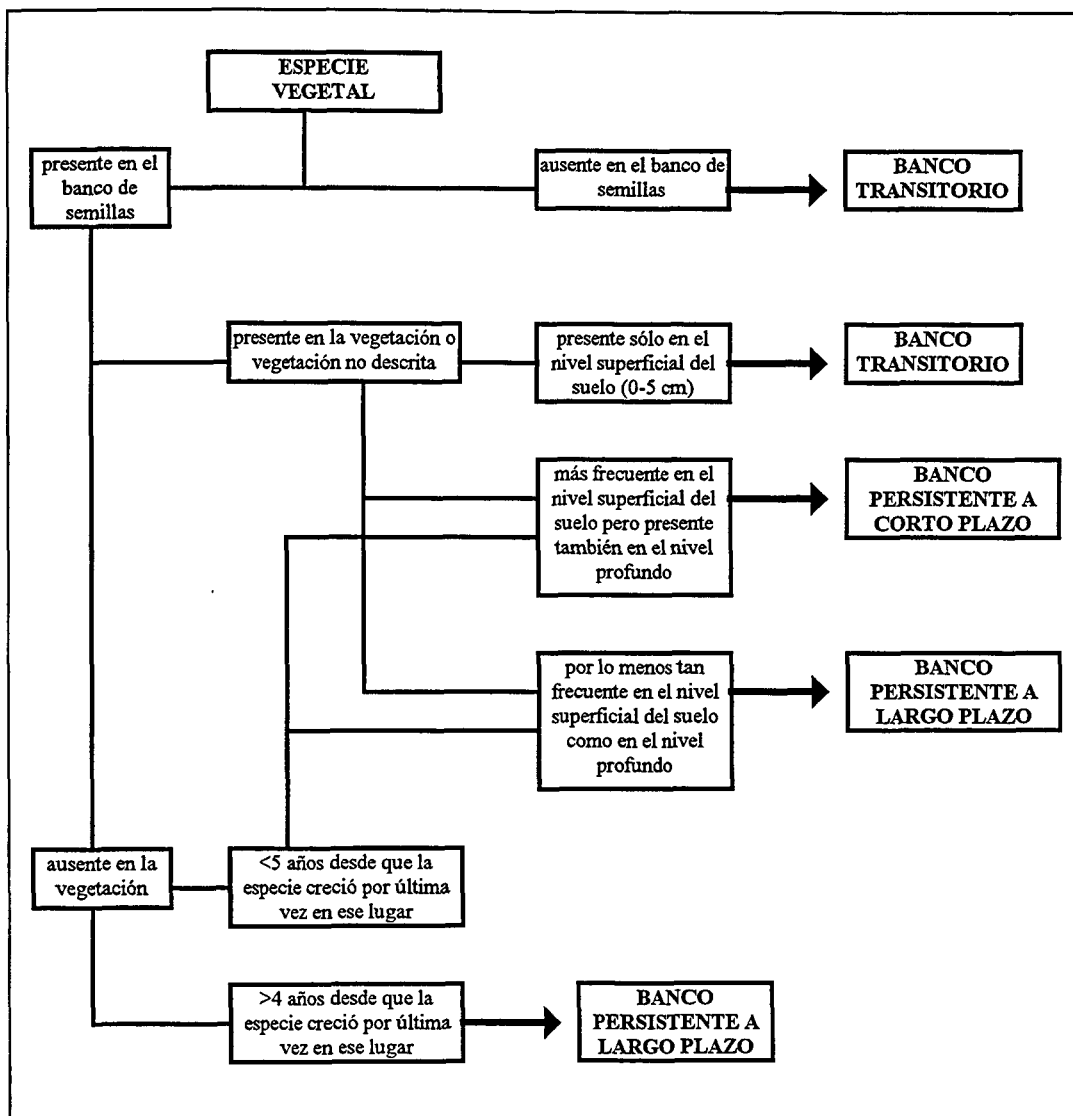 ESPECIE
VEGETAL
presente en el
banco de
semillas
ausente en el banco de
semillas
BANCO
TRANSITORIO
presente en la vegetación o
vegetación no descrita
presente sólo en el
nivel superficial del
suelo (0-5 cm)
BANCO
TRANSITORIO
más frecuente en el
nivel superficial del
suelo pero presente
también en el nivel
profundo
BANCO
PERSISTENTE A
CORTO PLAZO
por lo menos tan
frecuente en el nivel
superficial del suelo
como en el nivel
profundo
BANCO
PERSISTENTE A
LARGO PLAZO
ausente en la
vegetación
<5 años desde que la
especie creció por última
vez en ese lugar
>4 años desde que la
especie creció por última
vez en ese lugar
BANCO
PERSISTENTE A
LARGO PLAZO